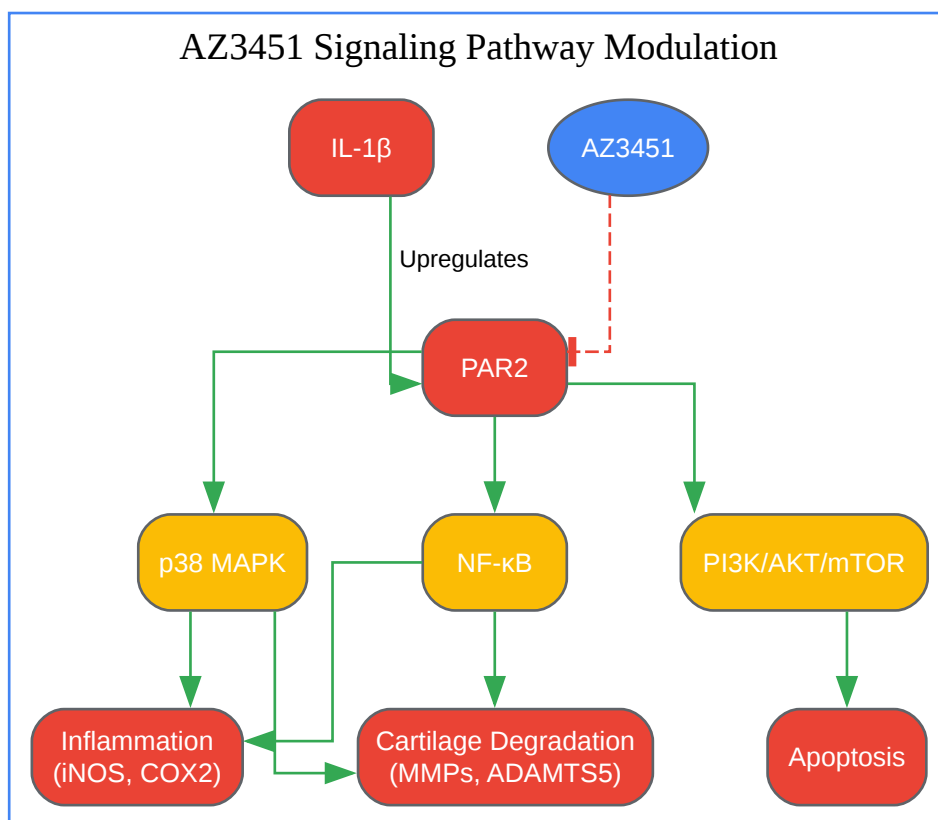 AZ3451 Signaling Pathway Modulation
IL-1β
AZ3451
Upregulates
PAR2
p38 MAPK
NF-κB
PI3K/AKT/mTOR
Inflammation
(iNOS, COX2)
Cartilage Degradation
(MMPs, ADAMTS5)
Apoptosis